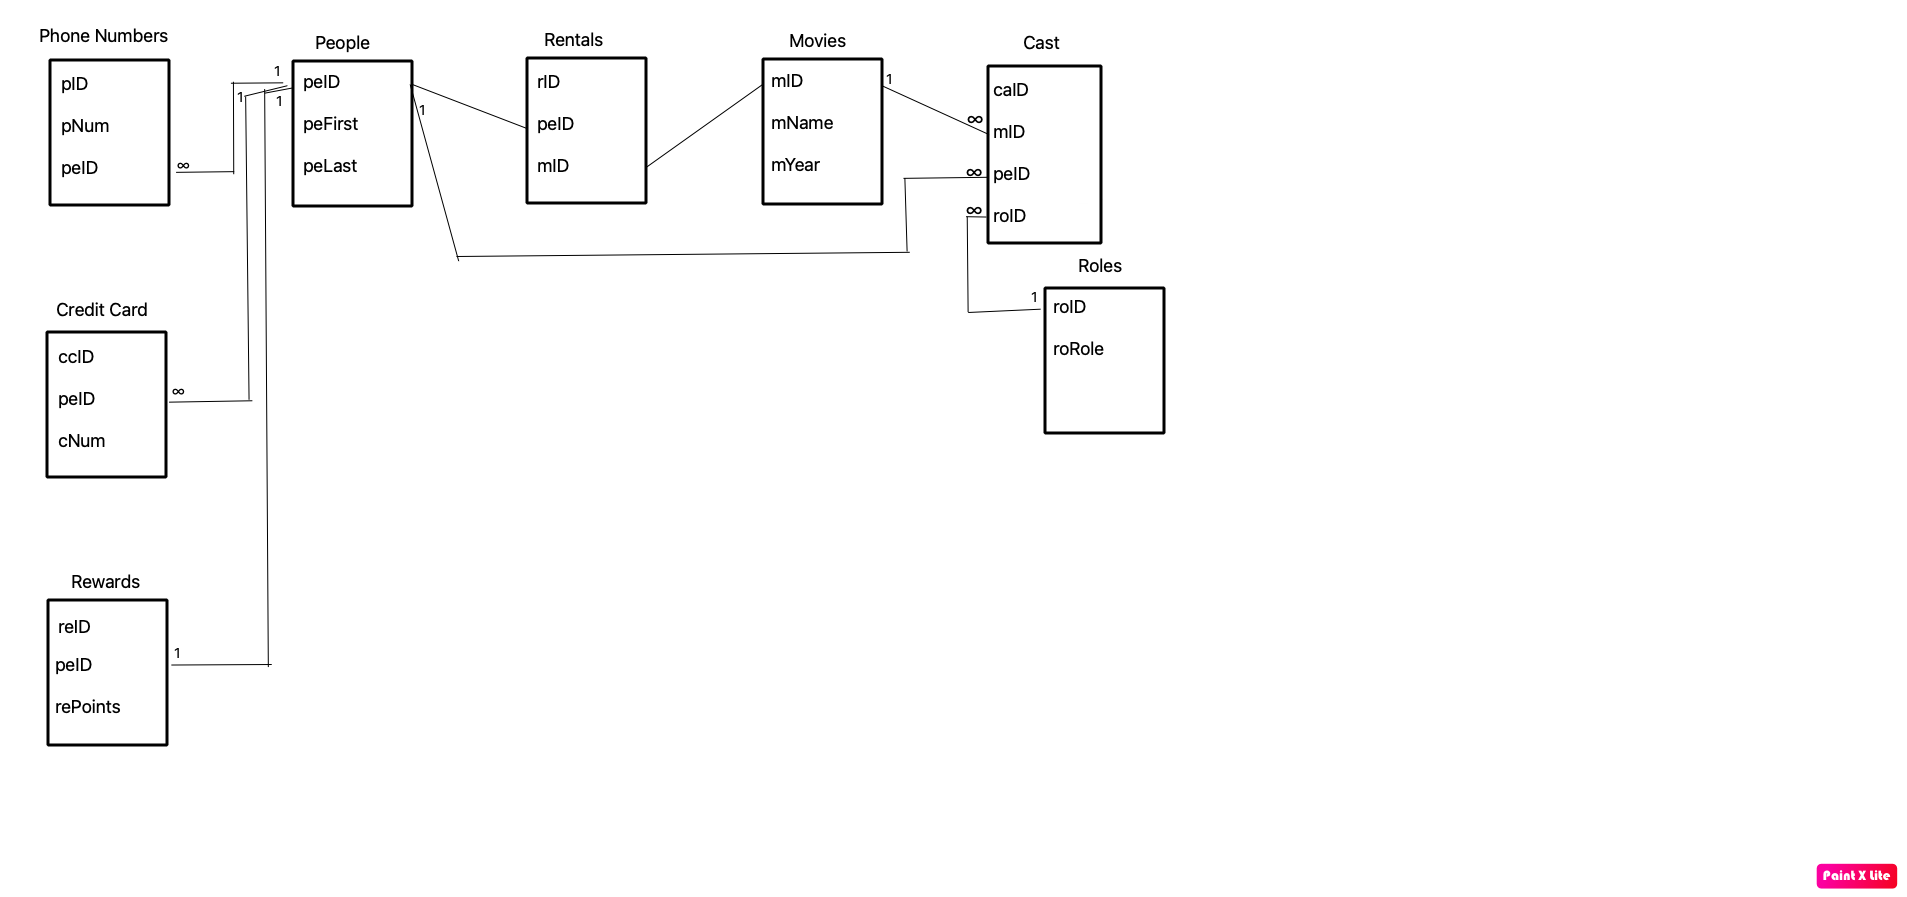 Phone Numbers
pID
pNum
peID
∞
1
1
1
People
peID
peFirst
peLast
1
Rentals
rID
peID
mID
Movies
mID
mName
mYear
1
∞
∞
∞
Cast
caID
mID
peID
roID
Roles
1
roID
roRole
Credit Card
ccID
peID
cNum
∞
Rewards
reID
peID
rePoints
1
Paint X Lite